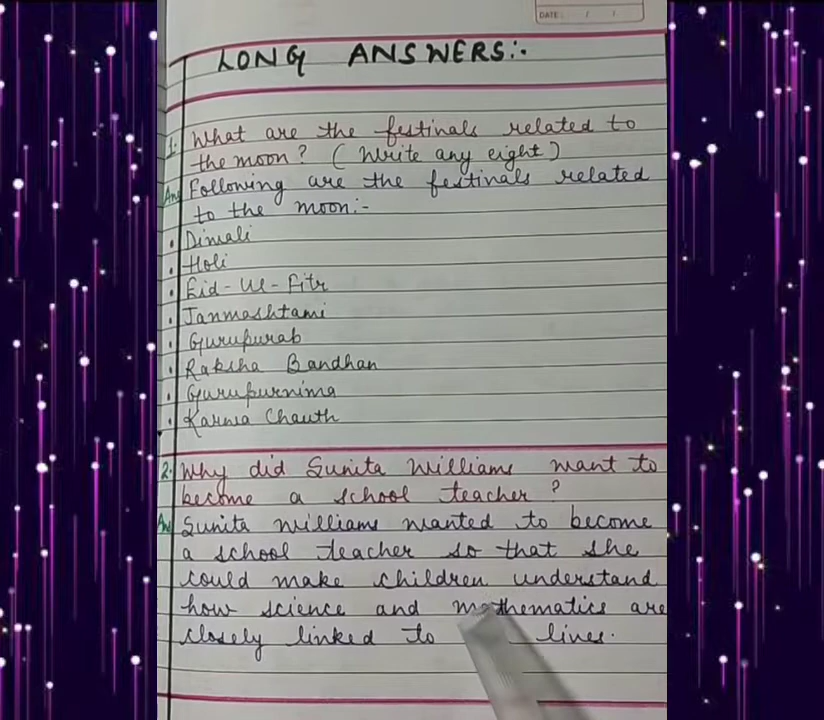 DATE: / /
LONG ANSWERS:-
1. What are the festivals related to
the moon? (Write any eight)
Ans Following are the festivals related
to the moon:-
• Diwali
• Holi
• Eid-Ul-Fitr
• Janmashtami
• Gurupurab
• Raksha Bandhan
• Gurupurnima
• Karwa Chauth
2. Why did Sunita Williams want to
become a school teacher?
Ans Sunita Williams wanted to become
a school teacher so that she
could make children understand
how science and mathematics are
closely linked to lives.